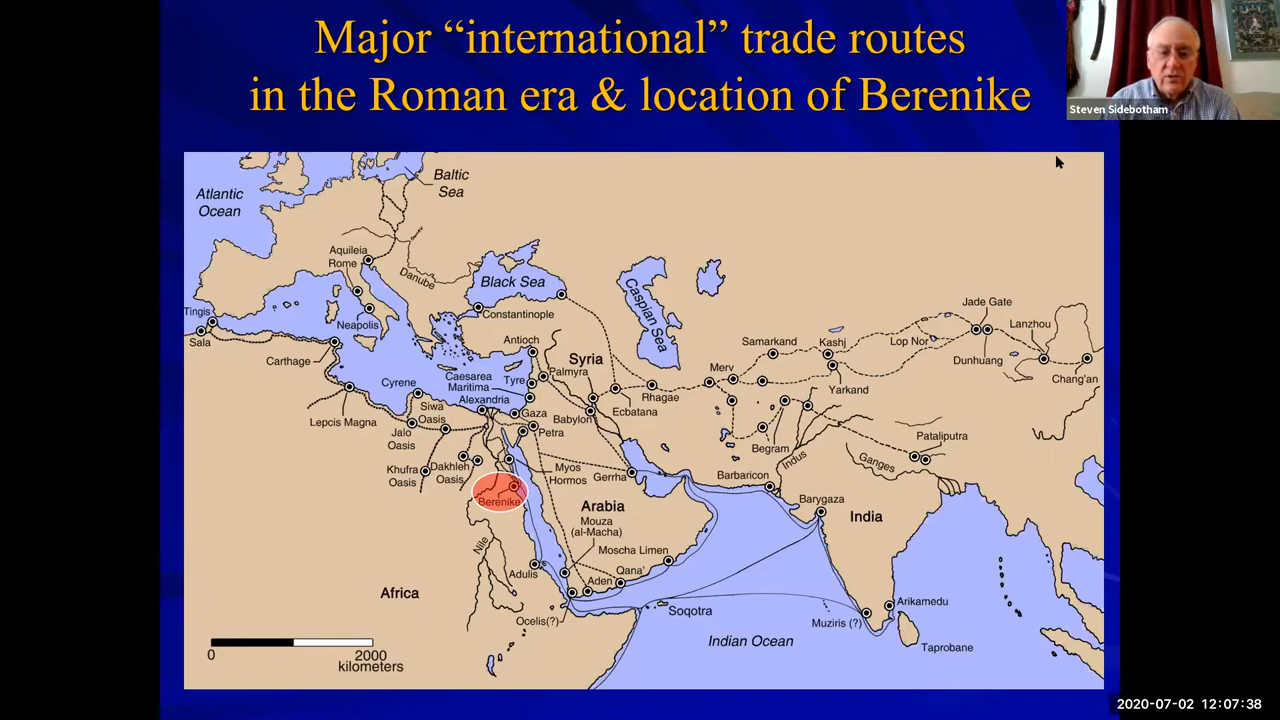 Major “international” trade routes
in the Roman era & location of Berenike
Steven Sidebotham
Atlantic
Ocean
Baltic
Sea
Aquileia
Rome
Danube
Black Sea
Caspian Sea
Tingis
Sala
Neapolis
Constantinople
Carthage
Antioch
Syria
Palmyra
Cyrene
Caesarea
Maritima
Tyre
Alexandria
Siwa
Oasis
Lepcis Magna
Jalo
Oasis
Gaza
Petra
Babylon
Ecbatana
Rhagae
Merv
Samarkand
Kashj
Yarkand
Lop Nor
Jade Gate
Dunhuang
Lanzhou
Chang'an
Khufra
Oasis
Dakhleh
Oasis
Myos
Hormos
Gerrha
Berenike
Begram
Indus
Ganges
Pataliputra
Barbaricon
Barygaza
India
Arabia
Mouza
(al-Macha)
Moscha Limen
Qana'
Aden
Nile
Adulis
Africa
Ocelis(?)
Soqotra
Indian Ocean
Muziris (?)
Arikamedu
Taprobane
0
2000
kilometers
2020-07-02 12:07:38